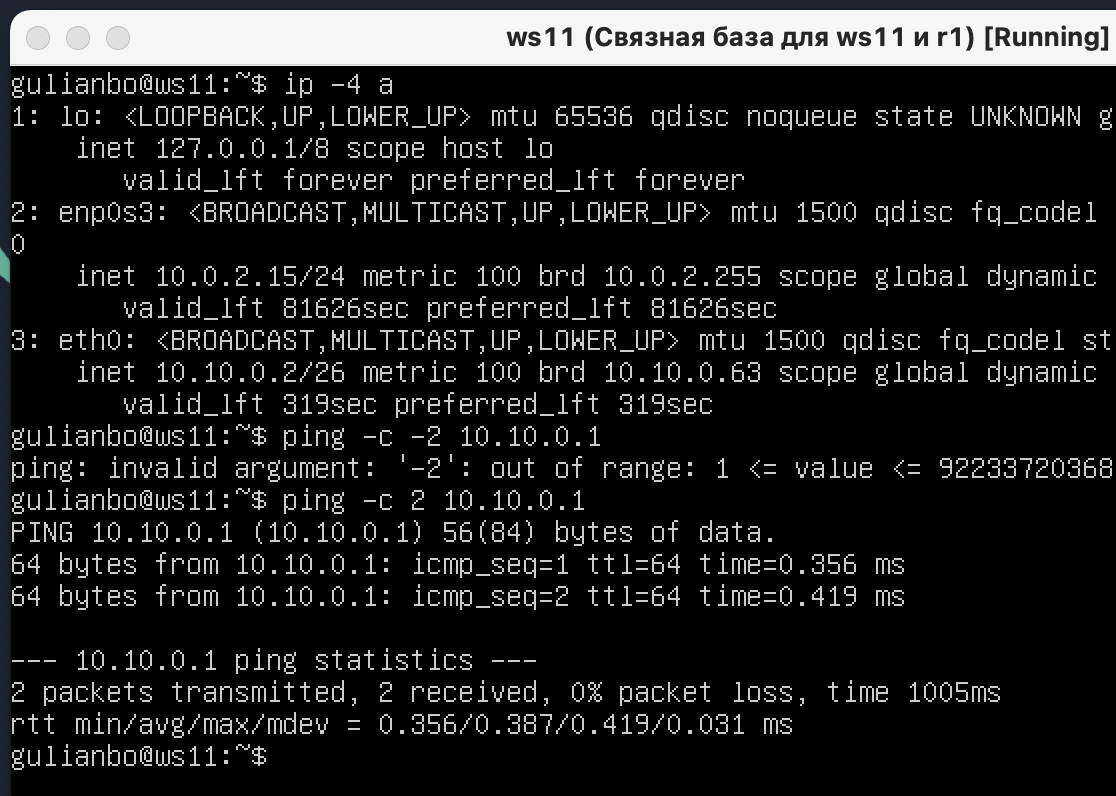 ws11 (Связная база для ws11 и r1) [Running]
gulianbo@ws11:~$ ip -4 a
1: lo: <LOOPBACK,UP,LOWER_UP> mtu 65536 qdisc noqueue state UNKNOWN g
inet 127.0.0.1/8 scope host lo
valid_lft forever preferred_lft forever
2: enp0s3: <BROADCAST,MULTICAST,UP,LOWER_UP> mtu 1500 qdisc fq_codel
0
inet 10.0.2.15/24 metric 100 brd 10.0.2.255 scope global dynamic
valid_lft 81626sec preferred_lft 81626sec
3: eth0: <BROADCAST,MULTICAST,UP,LOWER_UP> mtu 1500 qdisc fq_codel st
inet 10.10.0.2/26 metric 100 brd 10.10.0.63 scope global dynamic
valid_lft 319sec preferred_lft 319sec
gulianbo@ws11:~$ ping -c -2 10.10.0.1
ping: invalid argument: '-2': out of range: 1 <= value <= 92233720368
gulianbo@ws11:~$ ping -c 2 10.10.0.1
PING 10.10.0.1 (10.10.0.1) 56(84) bytes of data.
64 bytes from 10.10.0.1: icmp_seq=1 ttl=64 time=0.356 ms
64 bytes from 10.10.0.1: icmp_seq=2 ttl=64 time=0.419 ms
--- 10.10.0.1 ping statistics ---
2 packets transmitted, 2 received, 0% packet loss, time 1005ms
rtt min/avg/max/mdev = 0.356/0.387/0.419/0.031 ms
gulianbo@ws11:~$